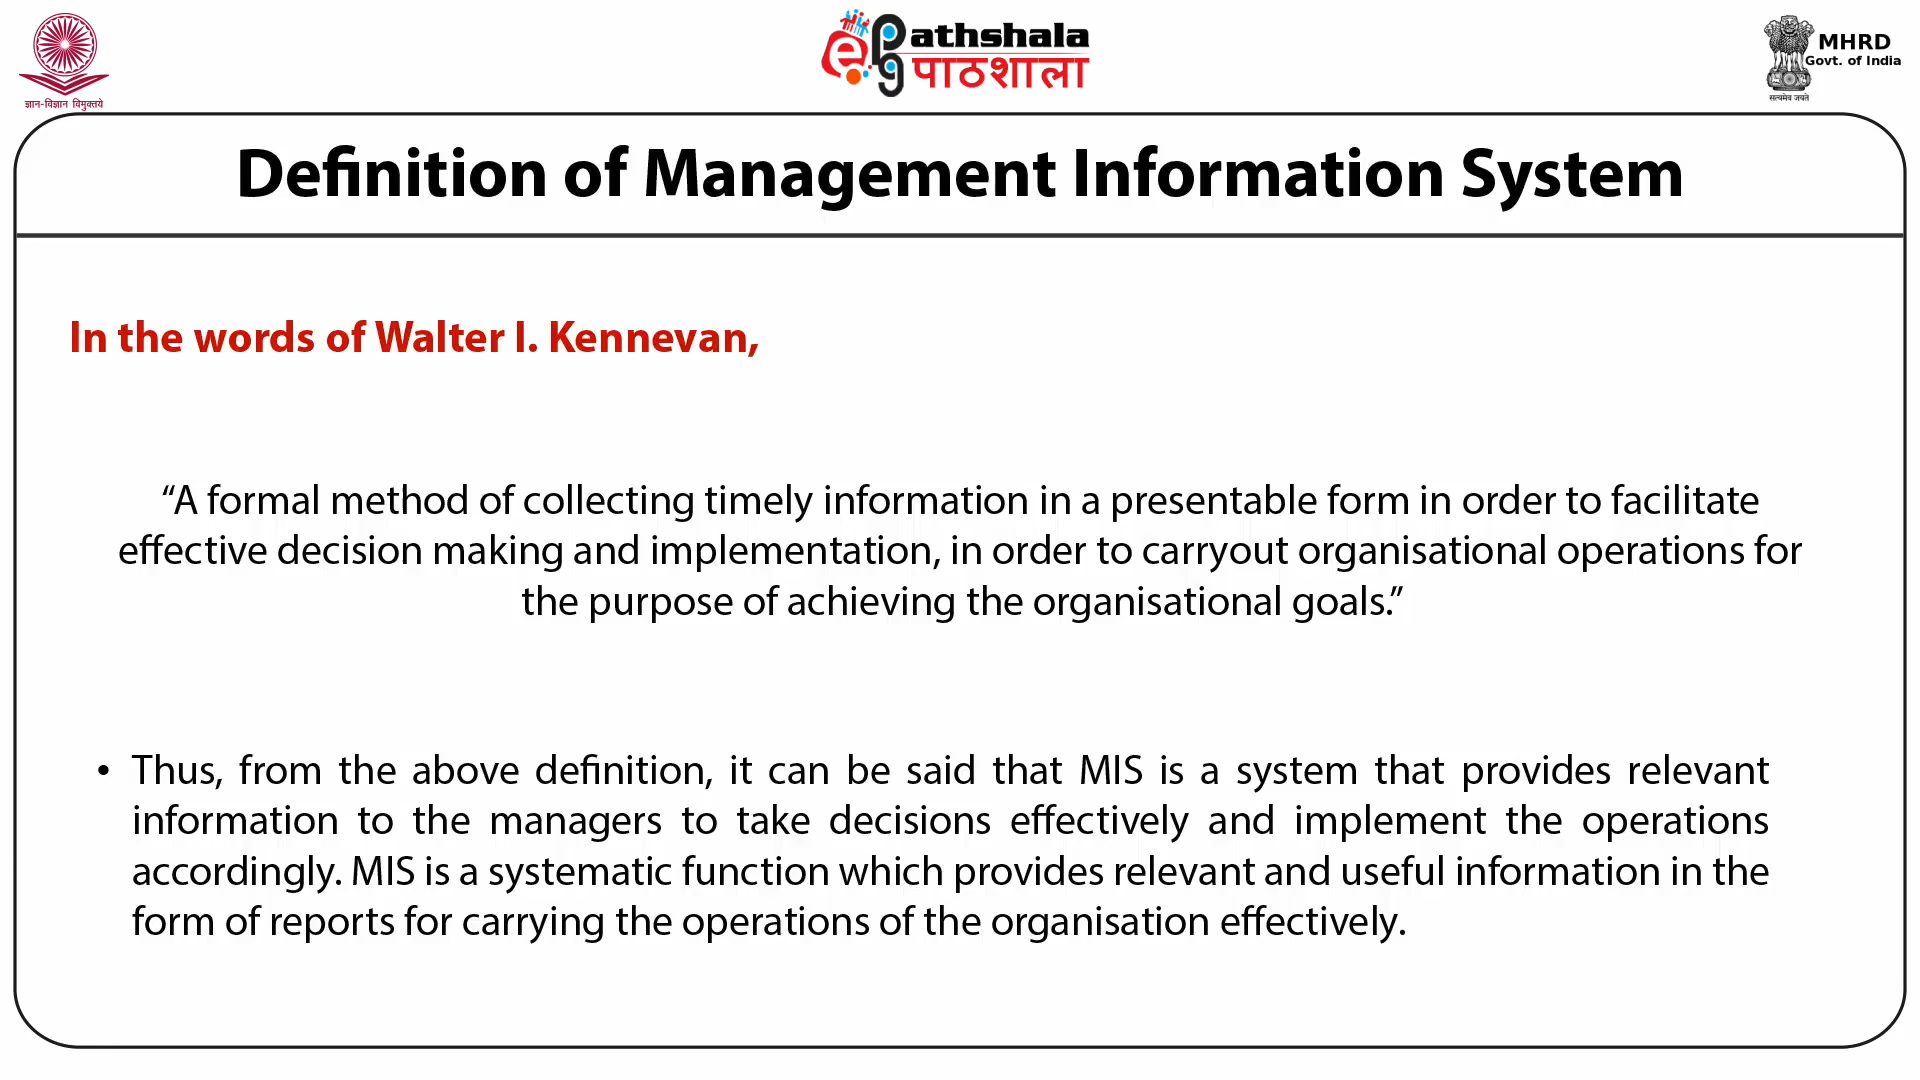 ज्ञान-विज्ञान विमुक्तये
e PG athshala
पाठशाला
MHRD
Govt. of India
सत्यमेव जयते
Definition of Management Information System
In the words of Walter I. Kennevan,
“A formal method of collecting timely information in a presentable form in order to facilitate
effective decision making and implementation, in order to carryout organisational operations for
the purpose of achieving the organisational goals.”
• Thus, from the above definition, it can be said that MIS is a system that provides relevant
information to the managers to take decisions effectively and implement the operations
accordingly. MIS is a systematic function which provides relevant and useful information in the
form of reports for carrying the operations of the organisation effectively.